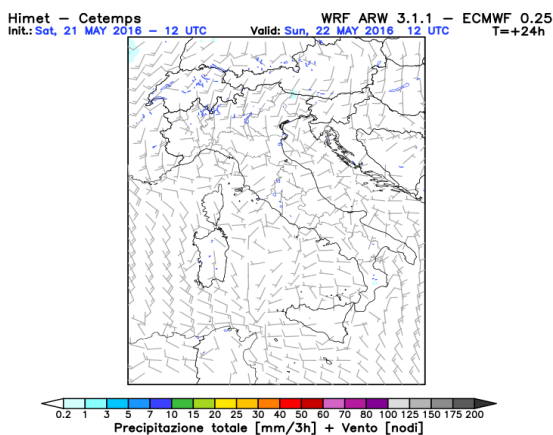 Himet – Cetemps WRF ARW 3.1.1 – ECMWF 0.25
Init.: Sat, 21 MAY 2016 – 12 UTC Valid: Sun, 22 MAY 2016 12 UTC T=+24h
0.2 1 3 5 7 10 15 20 25 30 40 50 60 70 80 90 100 125 150 175 200
Precipitazione totale [mm/3h] + Vento [nodi]